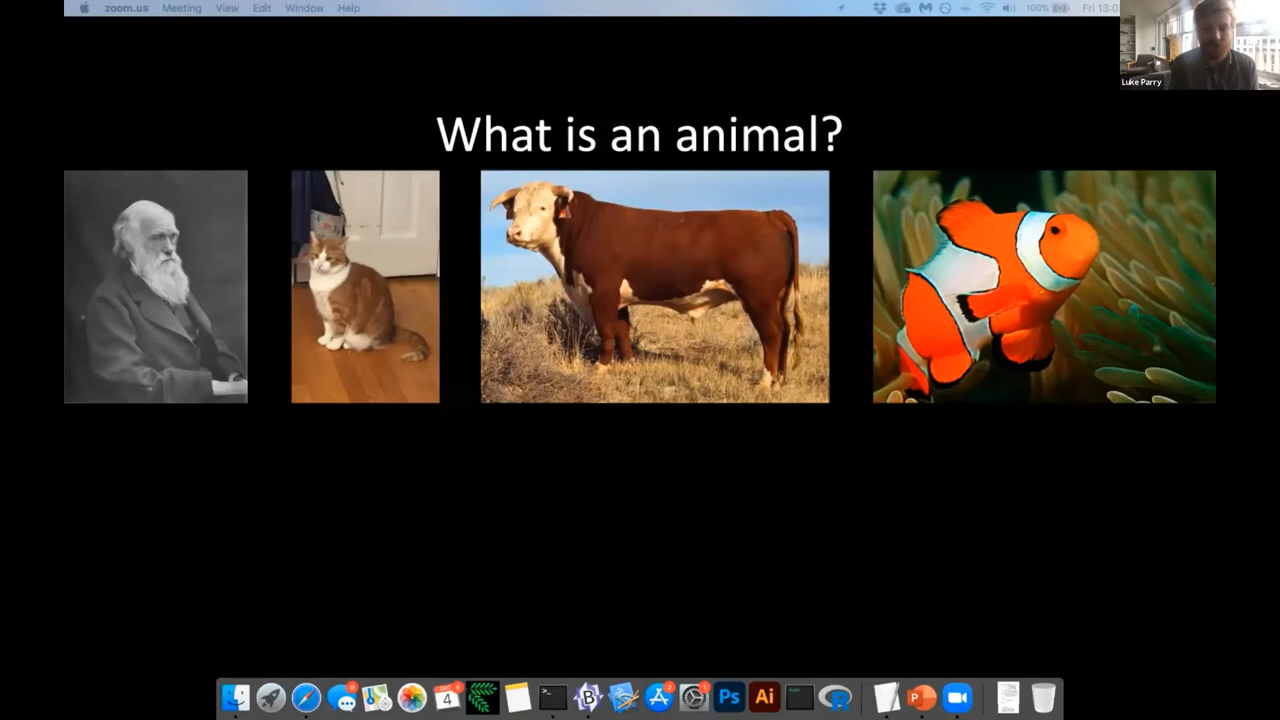 zoom.us Meeting View Edit Window Help
100% Fri 13:0
Luke Parry
What is an animal?
4
Ps
Ai